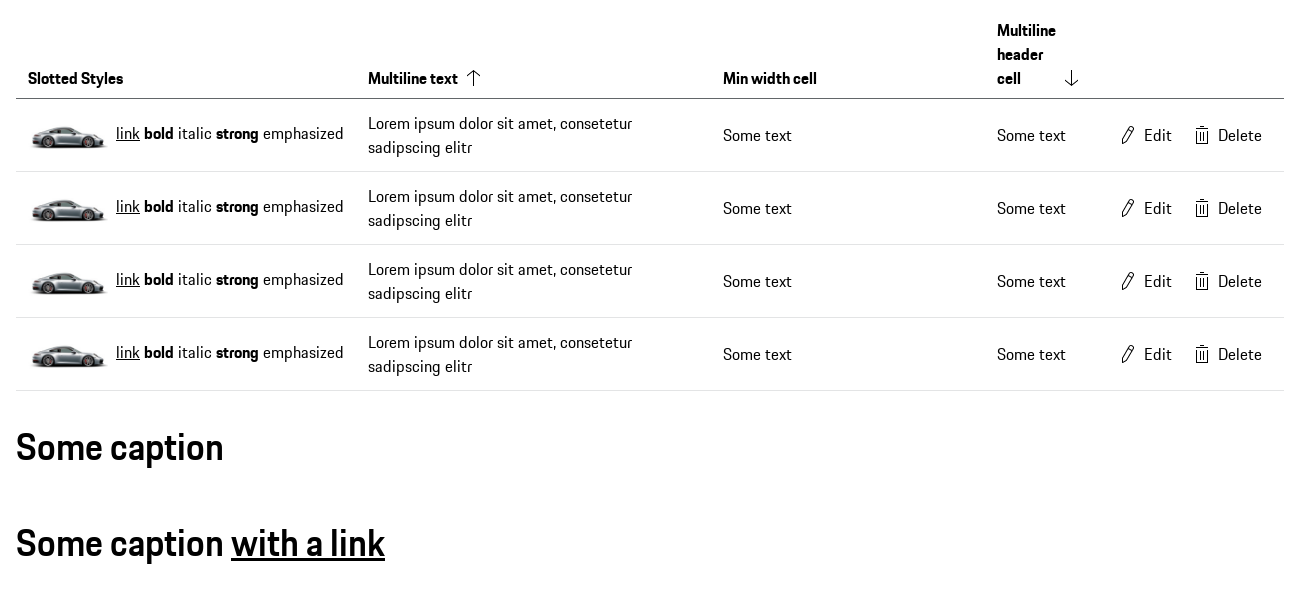 Slotted Styles Multiline text Min width cell Multiline
header
cell
link bold italic strong emphasized Lorem ipsum dolor sit amet, consetetur
sadipscing elitr Some text Some text Edit Delete
link bold italic strong emphasized Lorem ipsum dolor sit amet, consetetur
sadipscing elitr Some text Some text Edit Delete
link bold italic strong emphasized Lorem ipsum dolor sit amet, consetetur
sadipscing elitr Some text Some text Edit Delete
link bold italic strong emphasized Lorem ipsum dolor sit amet, consetetur
sadipscing elitr Some text Some text Edit Delete
Some caption
Some caption with a link